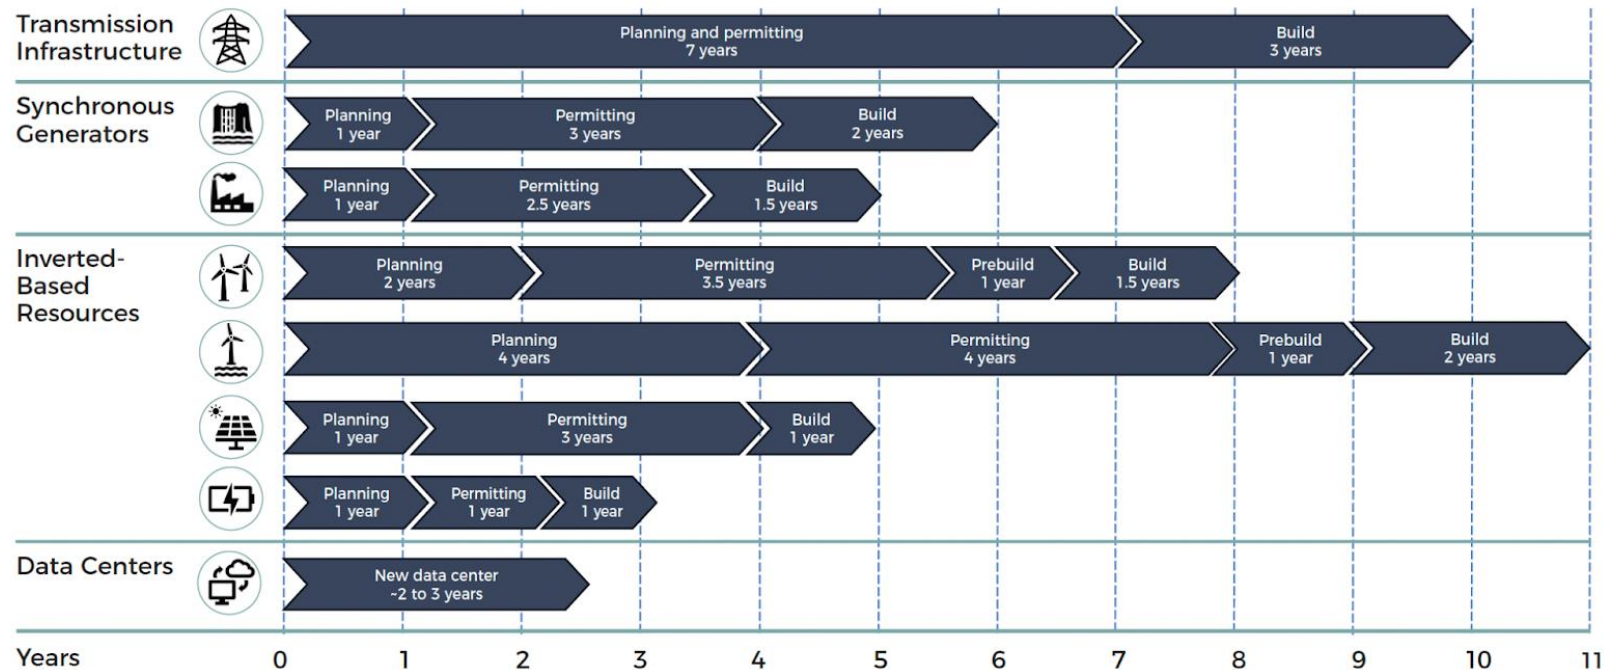 Transmission
Infrastructure
Planning and permitting
7 years
Build
3 years
Synchronous
Generators
Planning
1 year
Permitting
3 years
Build
2 years
Planning
1 year
Permitting
2.5 years
Build
1.5 years
Inverted-
Based
Resources
Planning
2 years
Permitting
3.5 years
Prebuild
1 year
Build
1.5 years
Planning
4 years
Permitting
4 years
Prebuild
1 year
Build
2 years
Planning
1 year
Permitting
3 years
Build
1 year
Planning
1 year
Permitting
1 year
Build
1 year
Data Centers
New data center
~2 to 3 years
Years 0 1 2 3 4 5 6 7 8 9 10 11